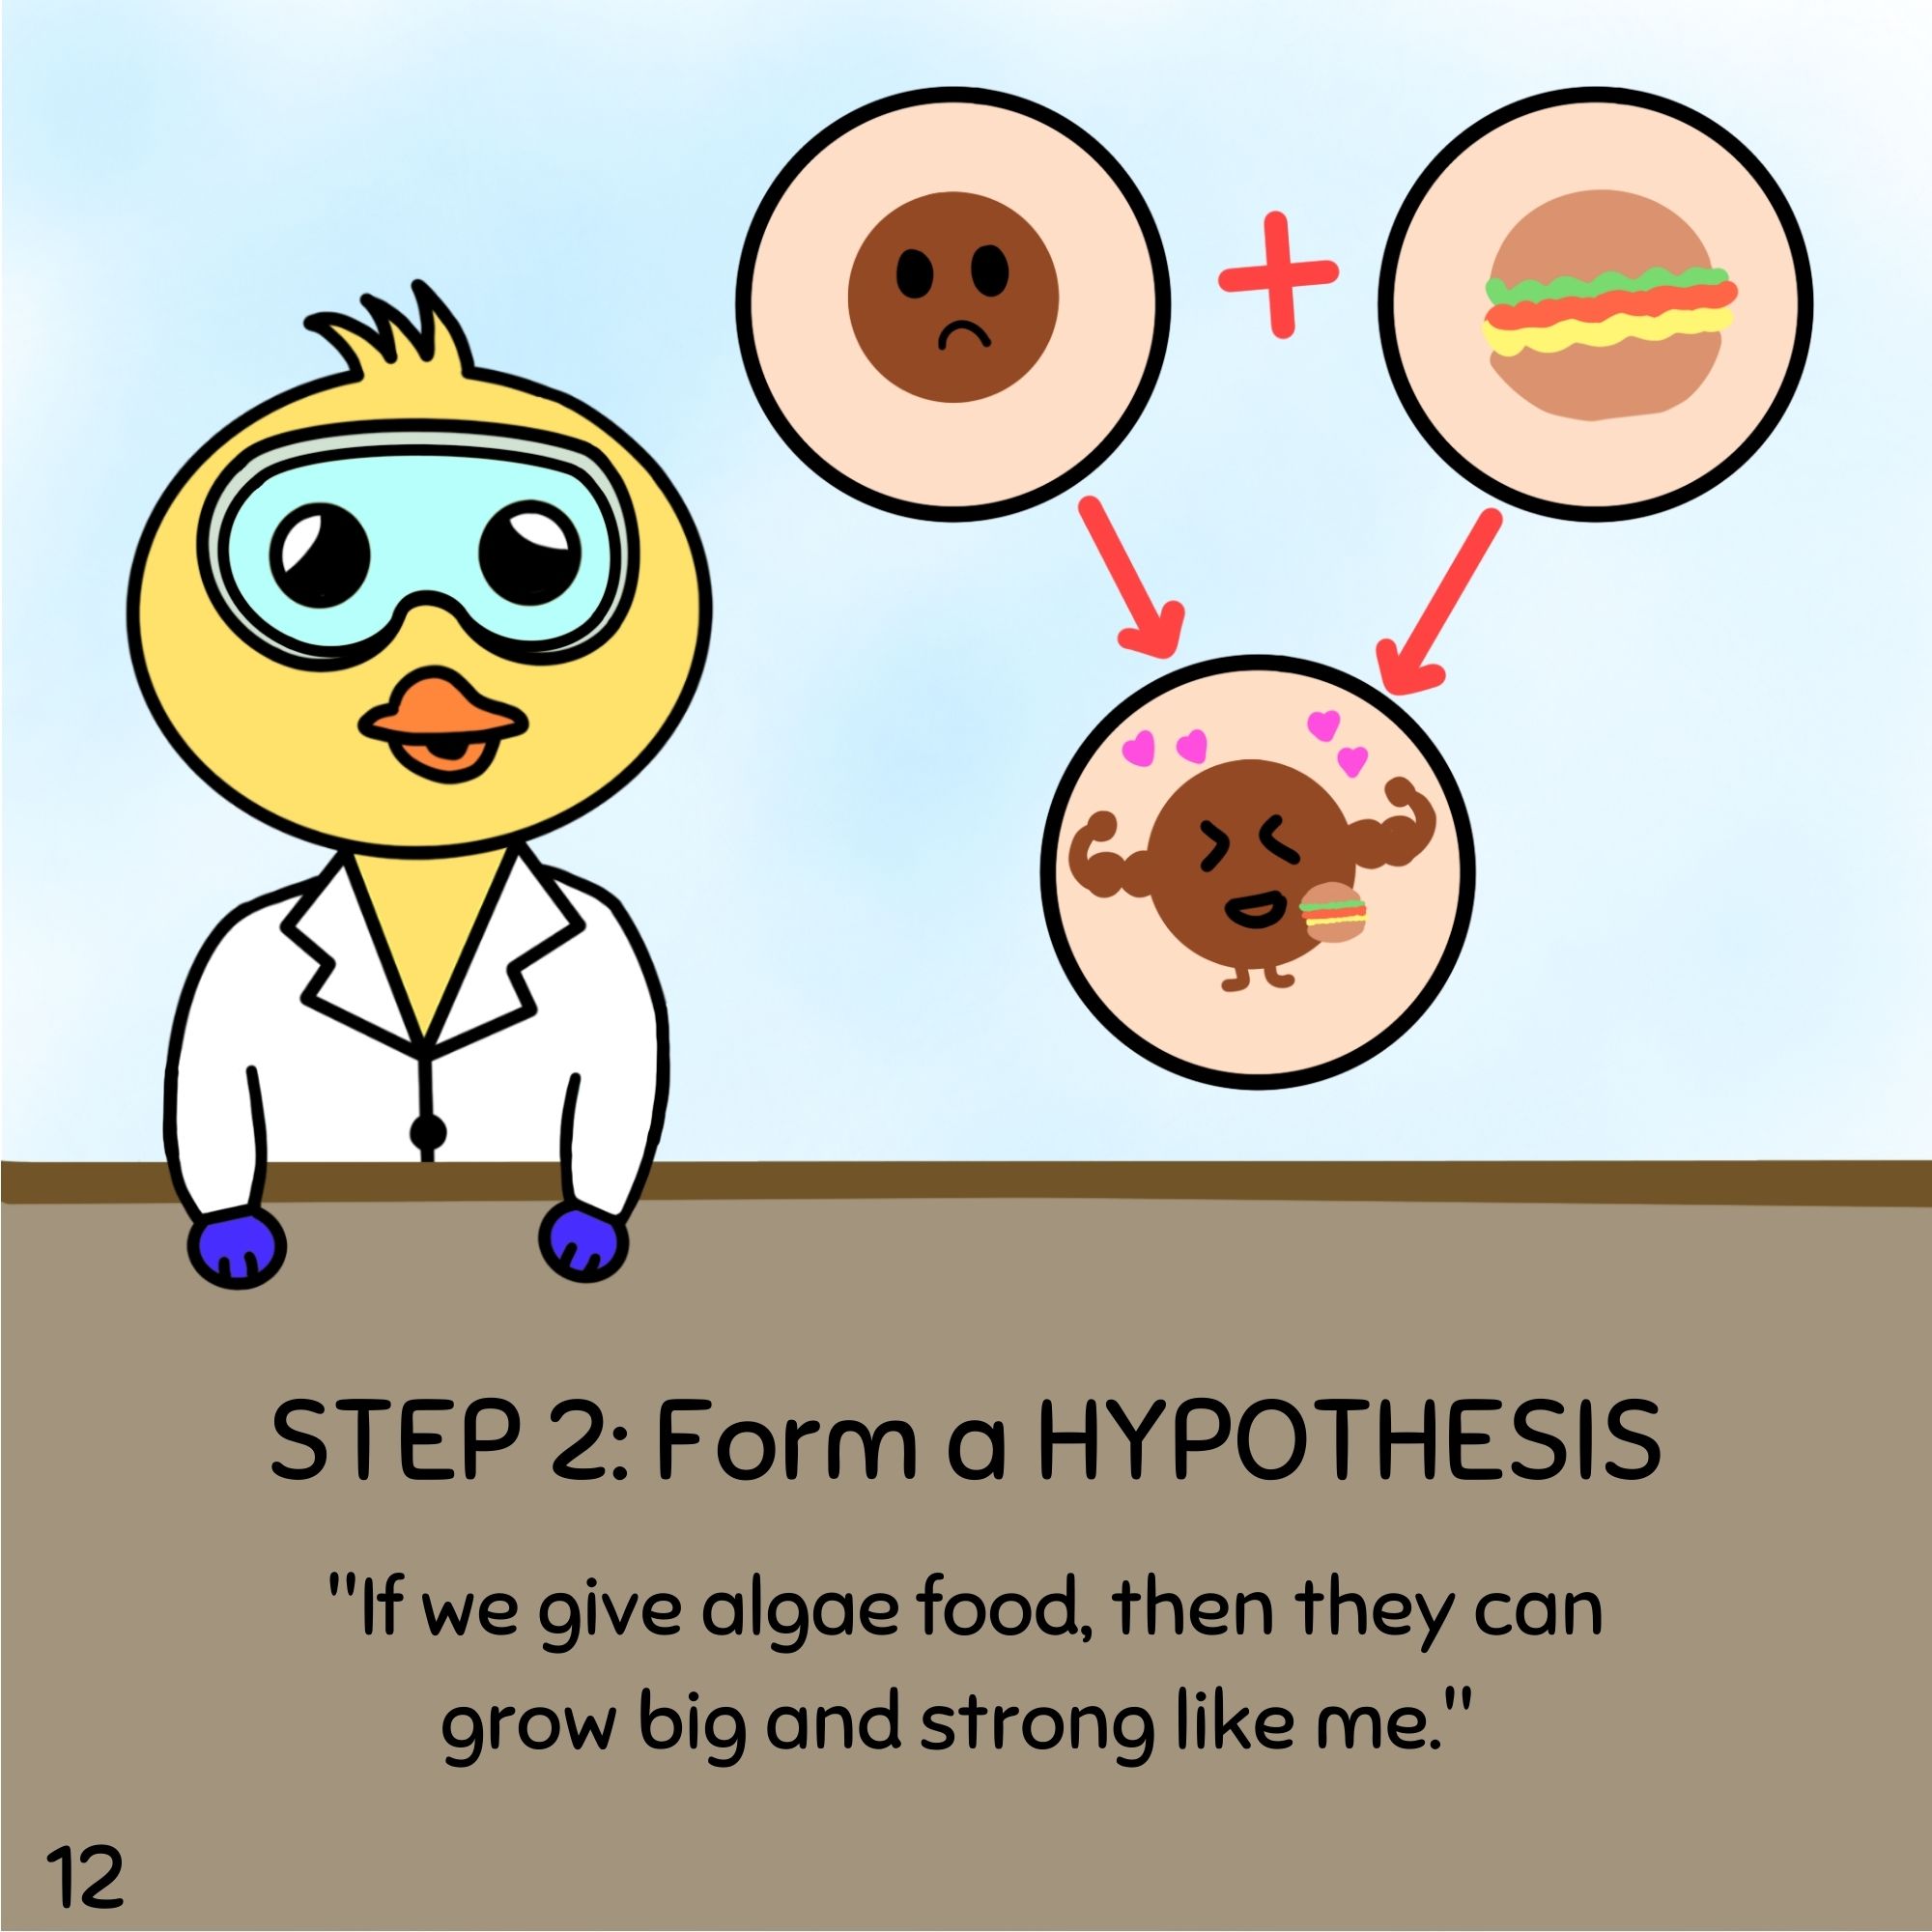 STEP 2: Form a HYPOTHESIS
"If we give algae food, then they can
grow big and strong like me."
12